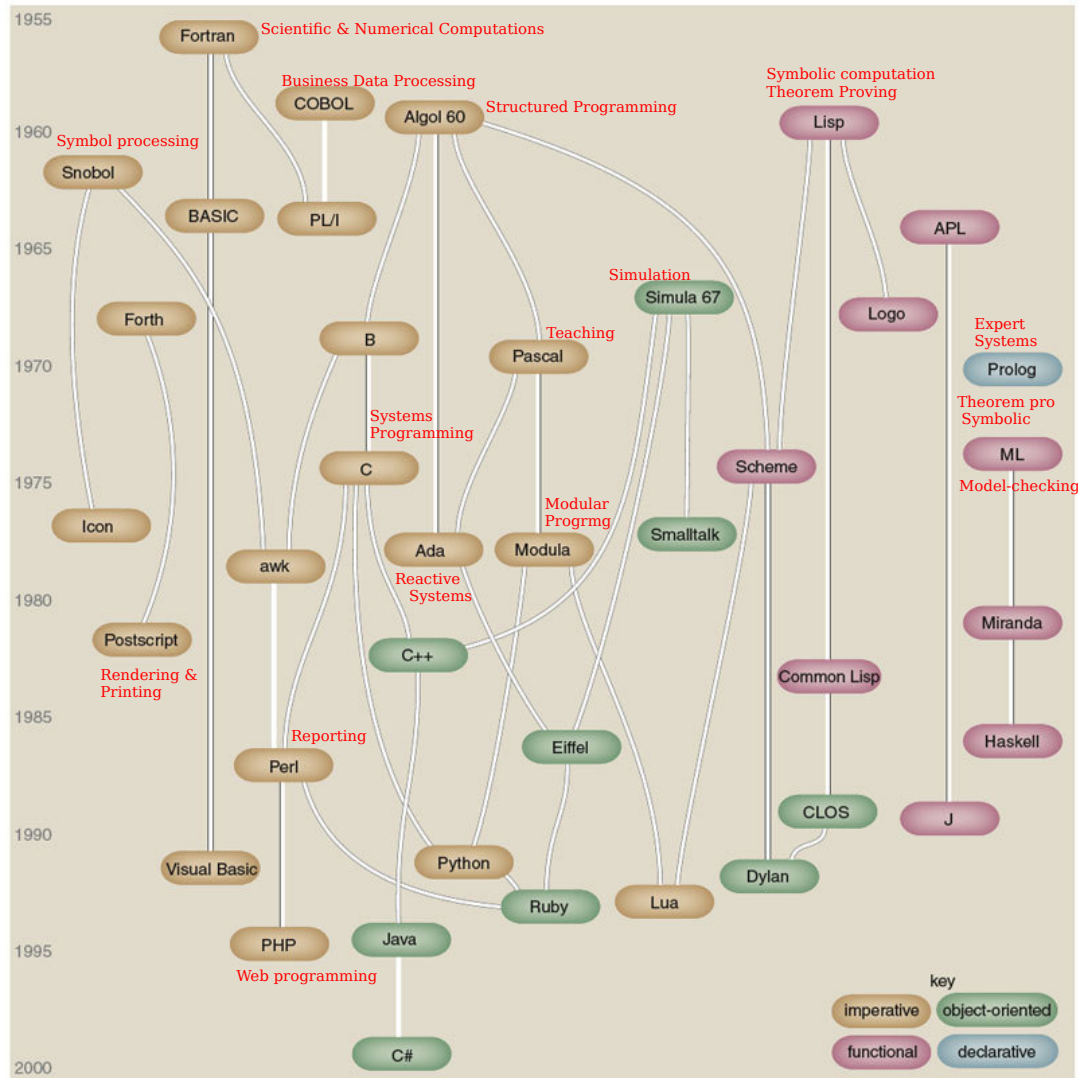 1955
Fortran
Scientific & Numerical Computations
Business Data Processing
COBOL
Algol 60
Structured Programming
Symbolic computation
Theorem Proving
Lisp
1960
Symbol processing
Snobol
BASIC
PL/I
APL
1965
Simulation
Simula 67
Logo
Forth
B
Teaching
Pascal
Expert
Systems
Prolog
1970
Theorem pro
Symbolic
Systems
Programming
C
Scheme
ML
1975
Model-checking
Icon
Modular
Progrmg
Smalltalk
awk
Ada
Modula
Reactive
Systems
1980
Postscript
C++
Miranda
Rendering &
Printing
Common Lisp
1985
Reporting
Perl
Eiffel
Haskell
CLOS
J
1990
Visual Basic
Python
Dylan
Ruby
Lua
1995
PHP
Java
Web programming
key
imperative
object-oriented
C#
functional
declarative
2000